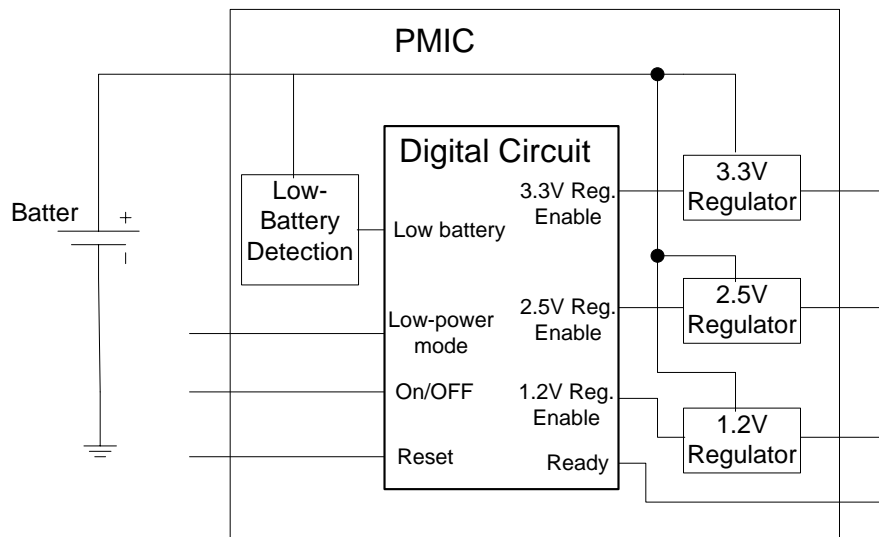 PMIC
Digital Circuit
Batter
+
-
Low-
Battery
Detection
Low battery
Low-power
mode
On/OFF
Reset
3.3V Reg.
Enable
2.5V Reg.
Enable
1.2V Reg.
Enable
Ready
3.3V
Regulator
2.5V
Regulator
1.2V
Regulator